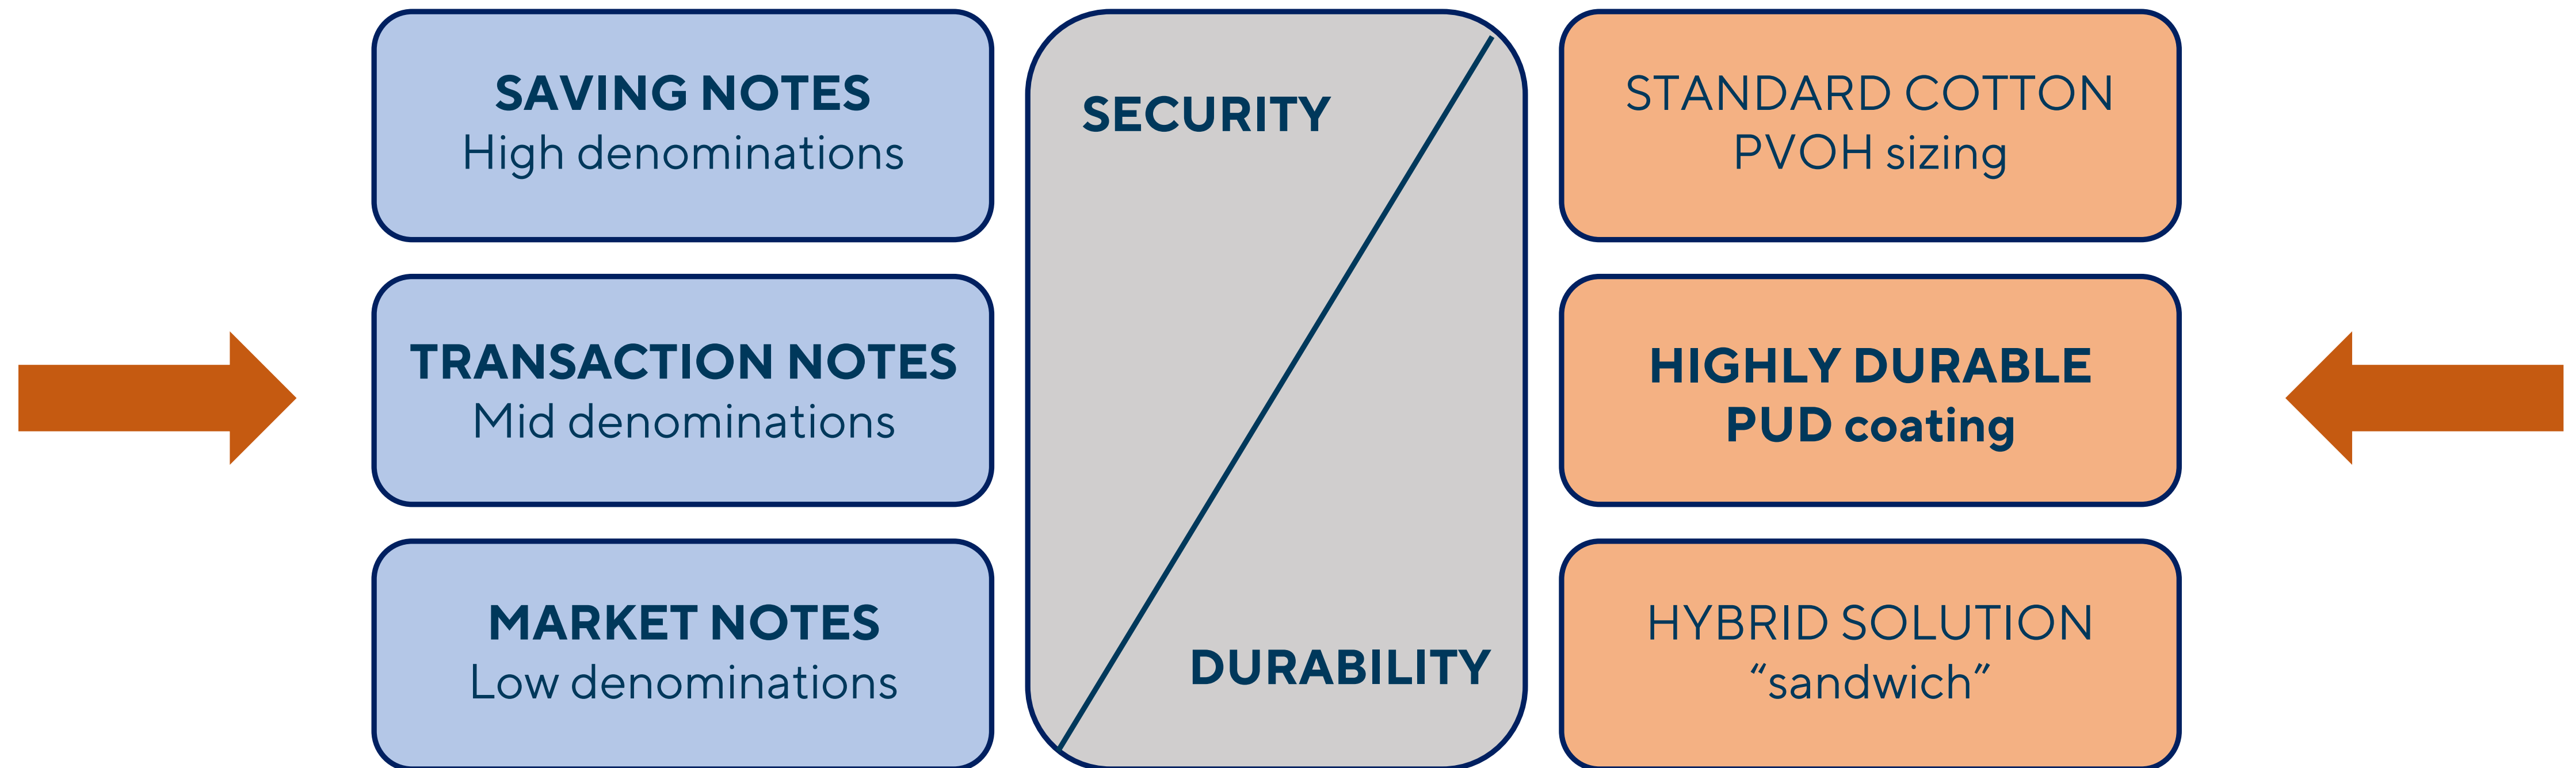 SAVING NOTES
High denominations
TRANSACTION NOTES
Mid denominations
MARKET NOTES
Low denominations
SECURITY
DURABILITY
STANDARD COTTON
PVOH sizing
HIGHLY DURABLE
PUD coating
HYBRID SOLUTION
“sandwich”